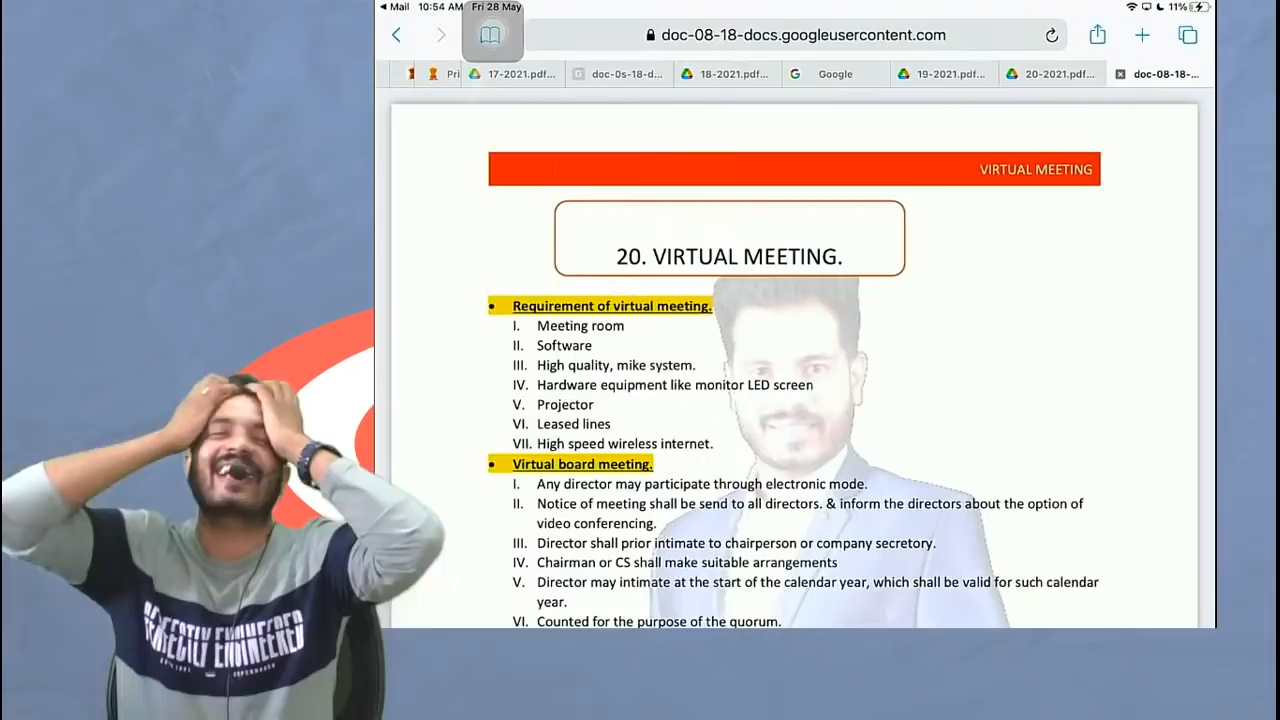 Mail 10:54 AM Fri 28 May 11%
doc-08-18-docs.googleusercontent.com
Pri 17-2021.pdf... doc-0s-18-d... 18-2021.pdf... Google 19-2021.pdf... 20-2021.pdf... doc-08-18-...
VIRTUAL MEETING
20. VIRTUAL MEETING.
• Requirement of virtual meeting.
I. Meeting room
II. Software
III. High quality, mike system.
IV. Hardware equipment like monitor LED screen
V. Projector
VI. Leased lines
VII. High speed wireless internet.
• Virtual board meeting.
I. Any director may participate through electronic mode.
II. Notice of meeting shall be send to all directors. & inform the directors about the option of
video conferencing.
III. Director shall prior intimate to chairperson or company secretary.
IV. Chairman or CS shall make suitable arrangements
V. Director may intimate at the start of the calendar year, which shall be valid for such calendar
year.
VI. Counted for the purpose of the quorum.